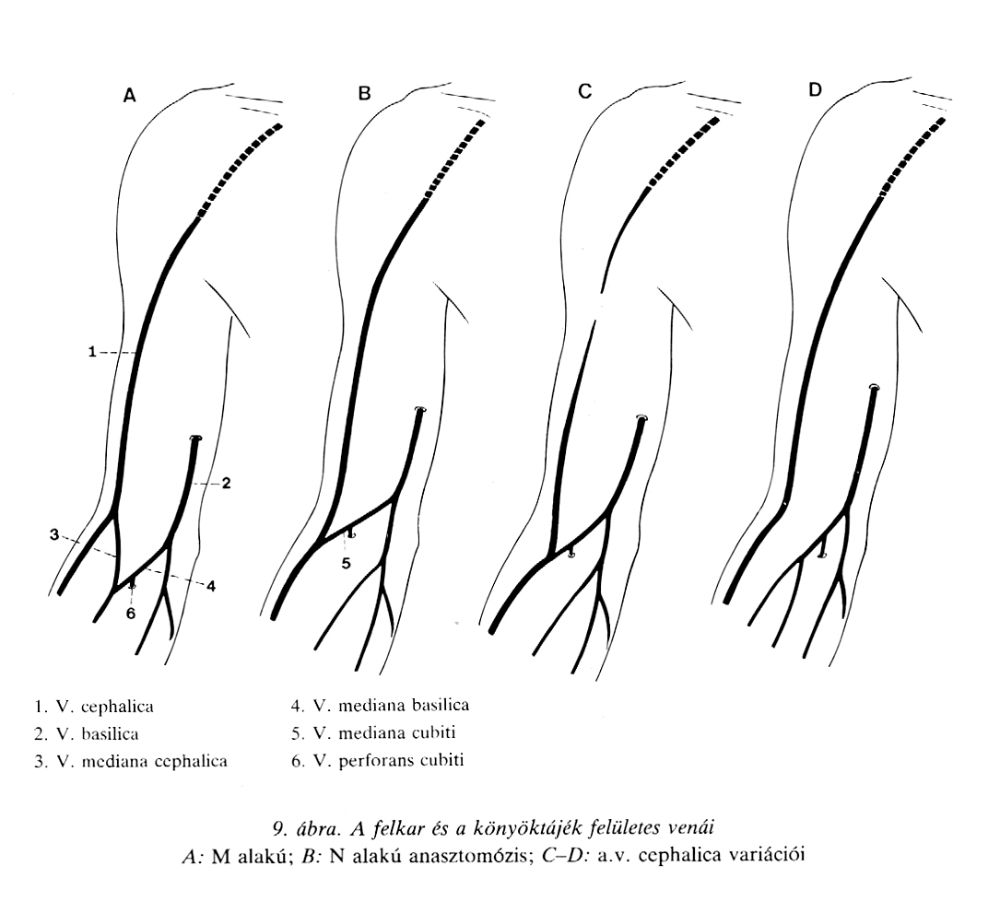 A B C D
1
2
3
4
5
6
1. V. cephalica
2. V. basilica
3. V. mediana cephalica
4. V. mediana basilica
5. V. mediana cubiti
6. V. perforans cubiti
9. ábra. A felkar és a könyöktájék felületes venái
A: M alakú; B: N alakú anasztomózis; C–D: a.v. cephalica variációi